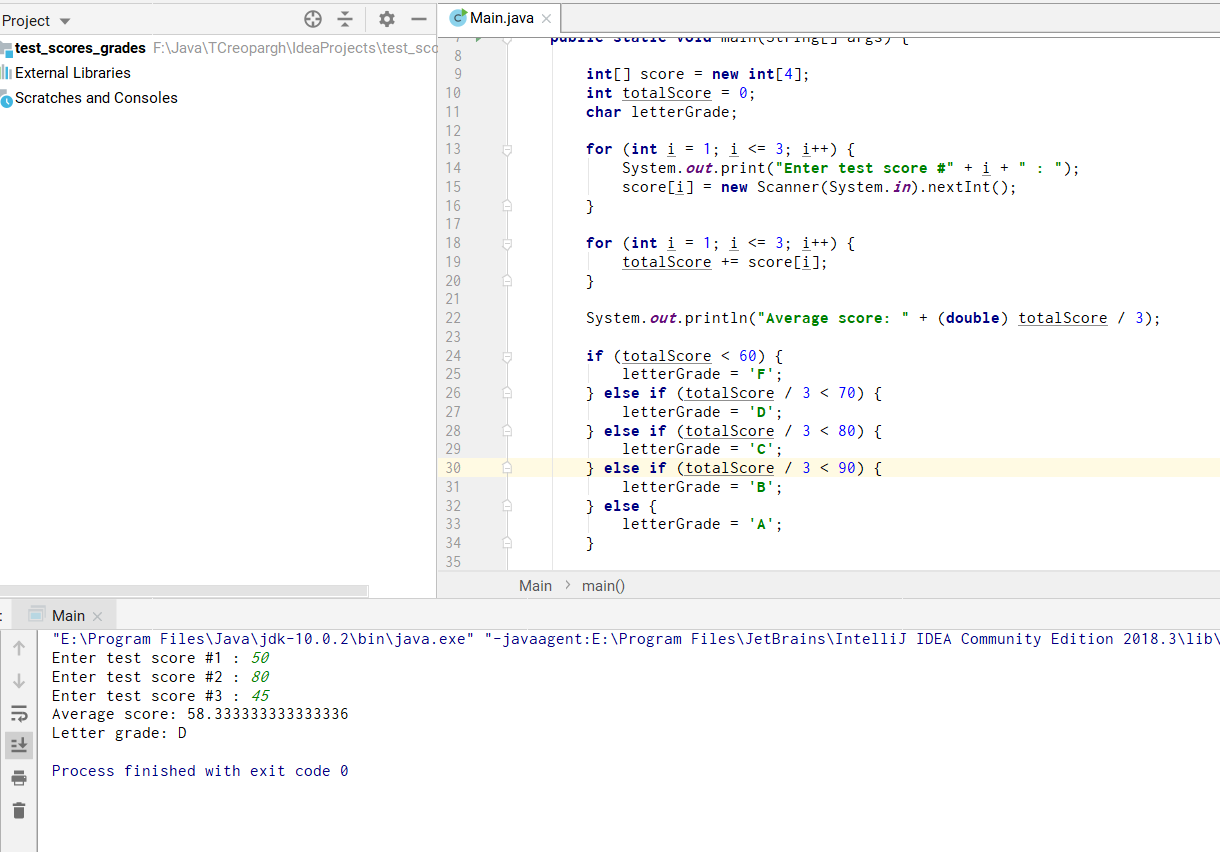 Project
Main.java
test_scores_grades F:\Java\TCreopargh\IdeaProjects\test_sco
External Libraries
Scratches and Consoles
7 public static void main(String[] args) {
8
9 int[] score = new int[4];
10 int totalScore = 0;
11 char letterGrade;
12
13 for (int i = 1; i <= 3; i++) {
14 System.out.print("Enter test score #" + i + " : ");
15 score[i] = new Scanner(System.in).nextInt();
16 }
17
18 for (int i = 1; i <= 3; i++) {
19 totalScore += score[i];
20 }
21
22 System.out.println("Average score: " + (double) totalScore / 3);
23
24 if (totalScore < 60) {
25 letterGrade = 'F';
26 } else if (totalScore / 3 < 70) {
27 letterGrade = 'D';
28 } else if (totalScore / 3 < 80) {
29 letterGrade = 'C';
30 } else if (totalScore / 3 < 90) {
31 letterGrade = 'B';
32 } else {
33 letterGrade = 'A';
34 }
35
Main > main()
: Main
"E:\Program Files\Java\jdk-10.0.2\bin\java.exe" "-javaagent:E:\Program Files\JetBrains\IntelliJ IDEA Community Edition 2018.3\lib\
Enter test score #1 : 50
Enter test score #2 : 80
Enter test score #3 : 45
Average score: 58.333333333333336
Letter grade: D
Process finished with exit code 0